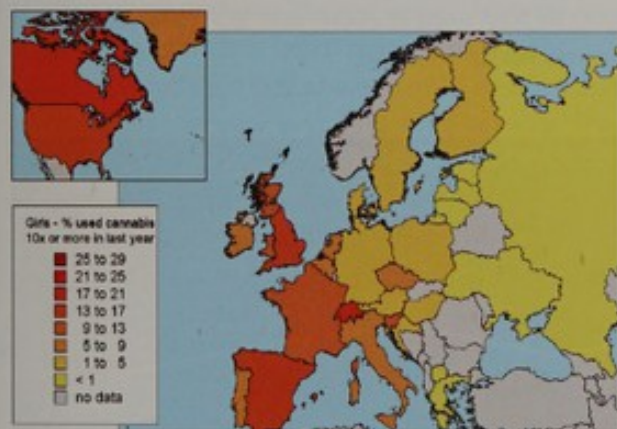 Girls - % used cannabis
10x or more in last year
25 to 29
21 to 25
17 to 21
13 to 17
9 to 13
5 to 9
1 to 5
< 1
no data